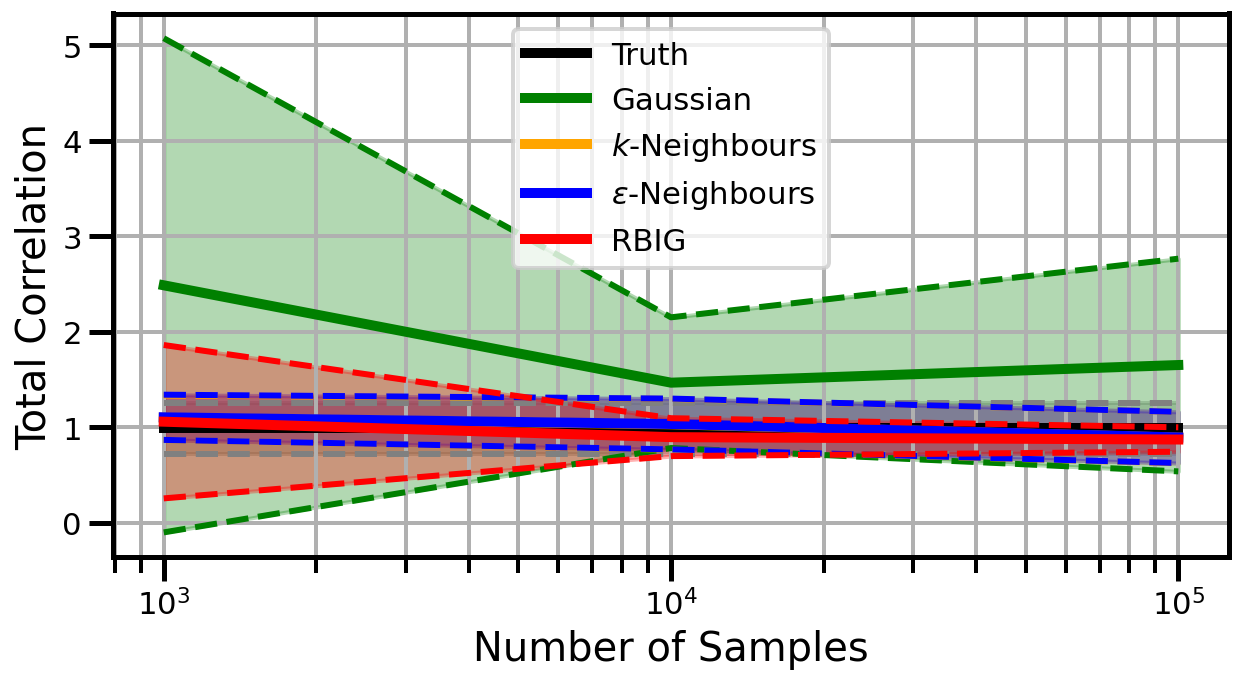 5
4
3
2
1
0
Total Correlation
Truth
Gaussian
k-Neighbours
ε-Neighbours
RBIG
10³ 10⁴ 10⁵
Number of Samples